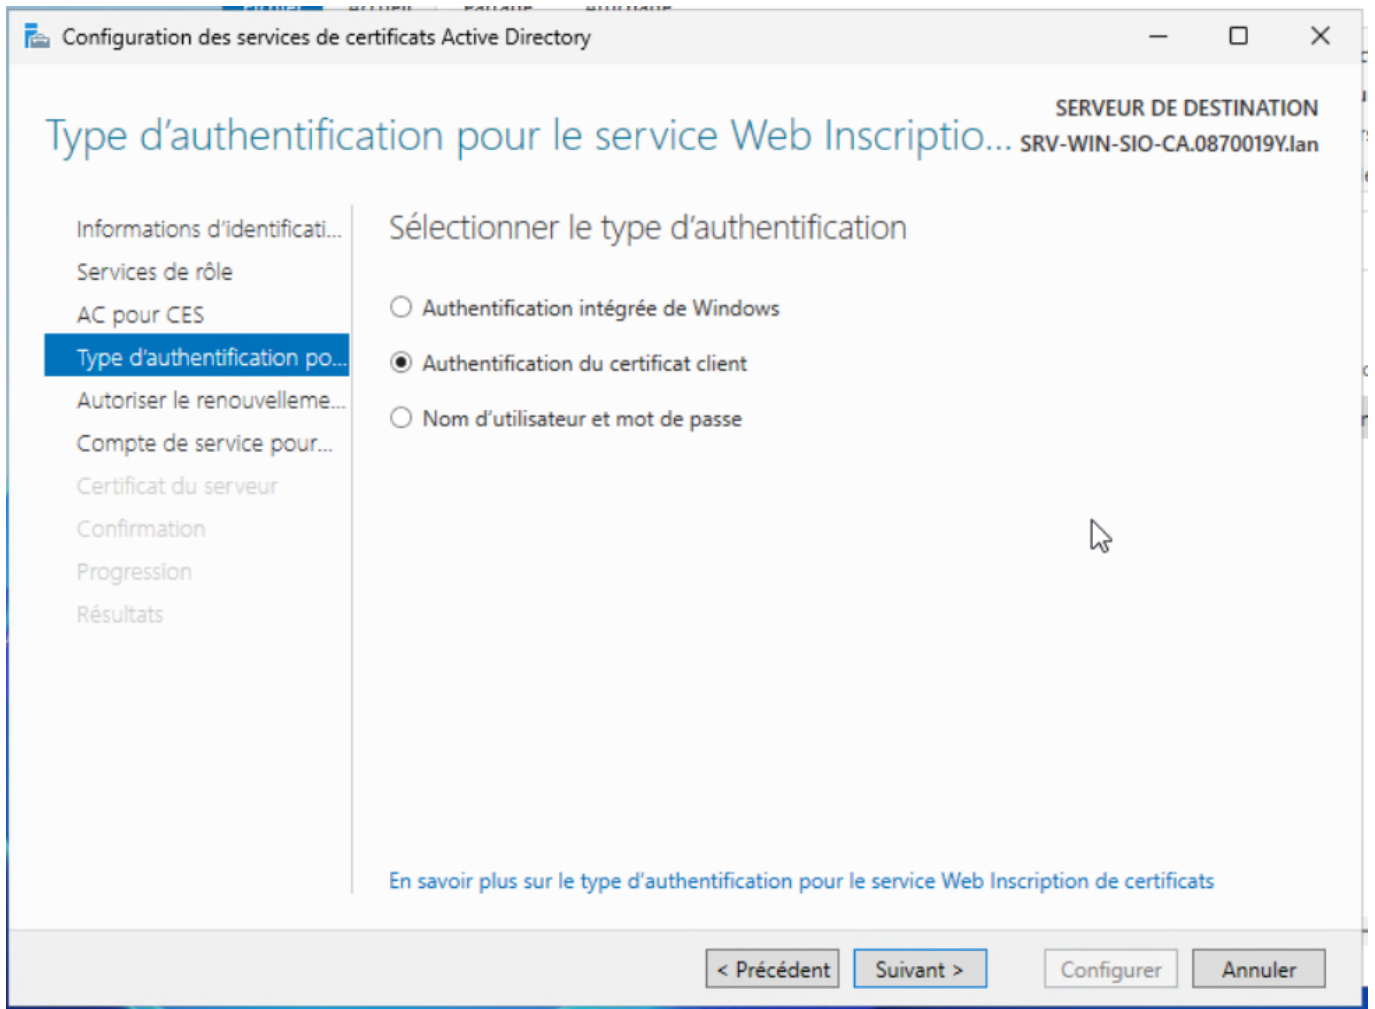 Fichier Accueil Partage Affichage
Configuration des services de certificats Active Directory
Type d'authentification pour le service Web Inscriptio...
SERVEUR DE DESTINATION
SRV-WIN-SIO-CA.0870019Y.lan
Informations d'identificati...
Services de rôle
AC pour CES
Type d'authentification po...
Autoriser le renouvelleme...
Compte de service pour...
Certificat du serveur
Confirmation
Progression
Résultats
Sélectionner le type d'authentification
Authentification intégrée de Windows
Authentification du certificat client
Nom d'utilisateur et mot de passe
En savoir plus sur le type d'authentification pour le service Web Inscription de certificats
< Précédent
Suivant >
Configurer
Annuler